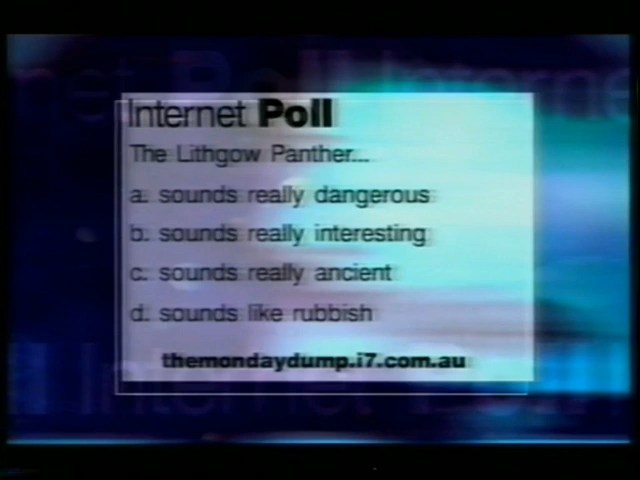 Internet Poll
The Lithgow Panther...
a. sounds really dangerous
b. sounds really interesting
c. sounds really ancient
d. sounds like rubbish
themondaydump.i7.com.au